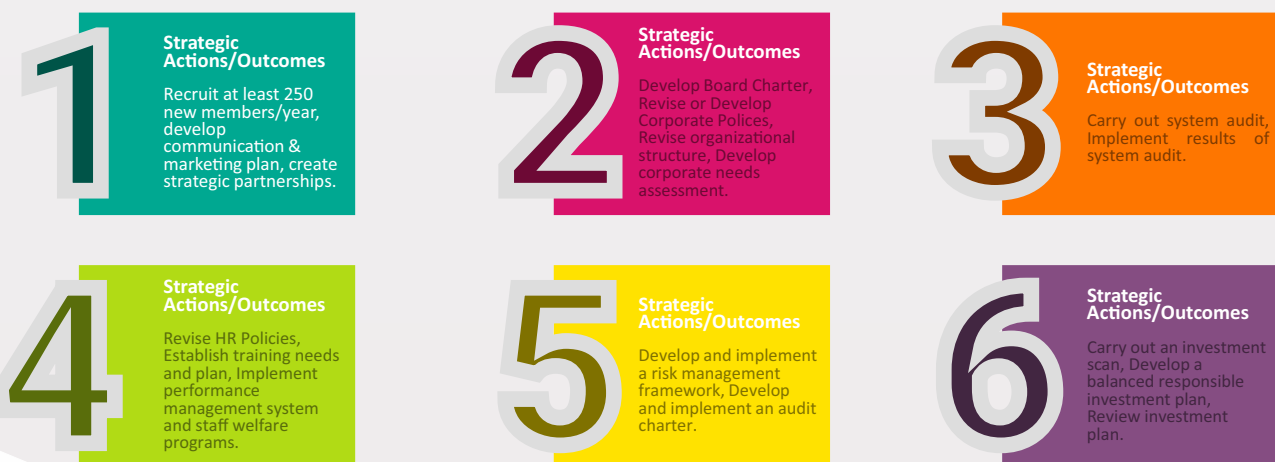 1
Strategic
Actions/Outcomes
Recruit at least 250
new members/year,
develop
communication &
marketing plan, create
strategic partnerships.
2
Strategic
Actions/Outcomes
Develop Board Charter,
Revise or Develop
Corporate Polices,
Revise organizational
structure, Develop
corporate needs
assessment.
3
Strategic
Actions/Outcomes
Carry out system audit,
Implement results of
system audit.
4
Strategic
Actions/Outcomes
Revise HR Policies,
Establish training needs
and plan, Implement
performance
management system
and staff welfare
programs.
5
Strategic
Actions/Outcomes
Develop and implement
a risk management
framework, Develop
and implement an audit
charter.
6
Strategic
Actions/Outcomes
Carry out an investment
scan, Develop a
balanced responsible
investment plan,
Review investment
plan.